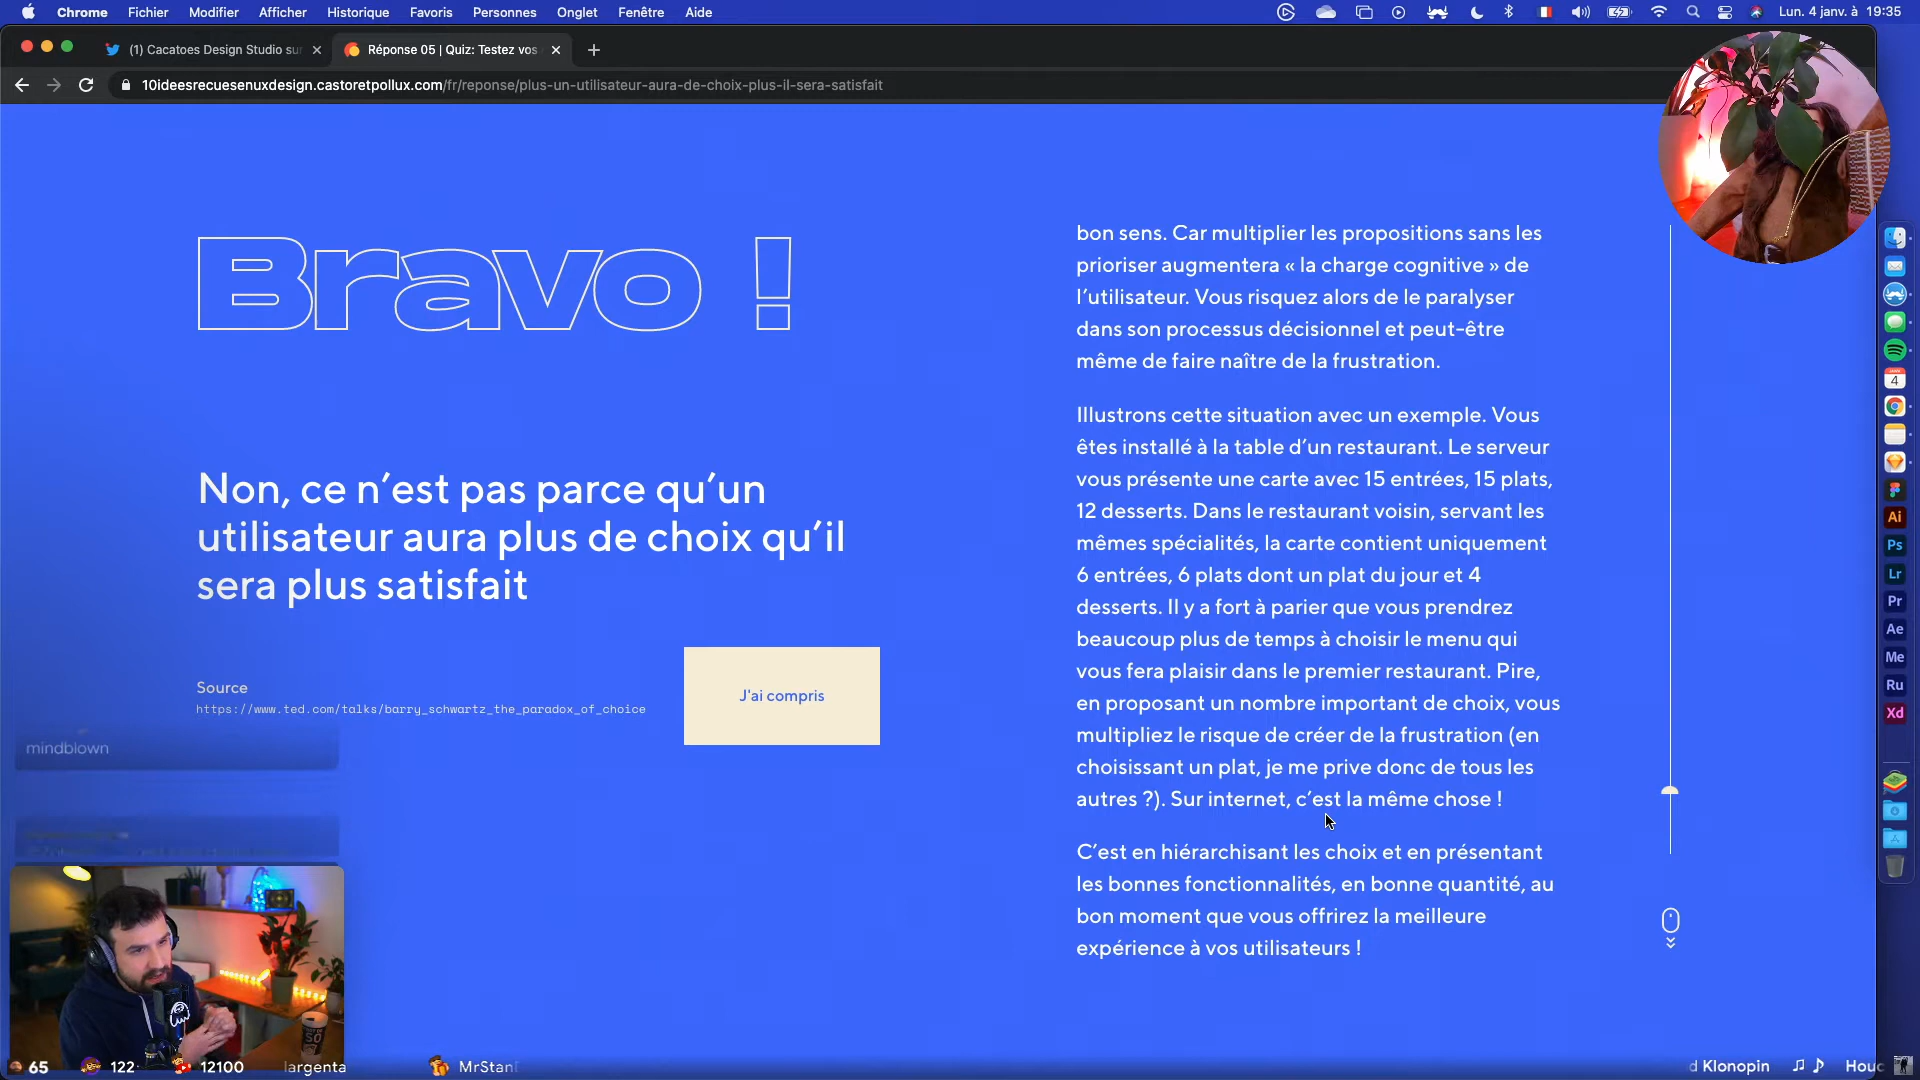 Chrome Fichier Modifier Afficher Historique Favoris Personnes Onglet Fenêtre Aide
Lun. 4 janv. à 19:35
(1) Cacatoes Design Studio sur
Réponse 05 | Quiz: Testez vos
10ideesrecuesenuxdesign.castoretpollux.com/fr/reponse/plus-un-utilisateur-aura-de-choix-plus-il-sera-satisfait
Bravo !
Non, ce n’est pas parce qu’un
utilisateur aura plus de choix qu’il
sera plus satisfait
Source
https://www.ted.com/talks/barry_schwartz_the_paradox_of_choice
J'ai compris
bon sens. Car multiplier les propositions sans les
prioriser augmentera « la charge cognitive » de
l’utilisateur. Vous risquez alors de le paralyser
dans son processus décisionnel et peut-être
même de faire naître de la frustration.
Illustrons cette situation avec un exemple. Vous
êtes installé à la table d’un restaurant. Le serveur
vous présente une carte avec 15 entrées, 15 plats,
12 desserts. Dans le restaurant voisin, servant les
mêmes spécialités, la carte contient uniquement
6 entrées, 6 plats dont un plat du jour et 4
desserts. Il y a fort à parier que vous prendrez
beaucoup plus de temps à choisir le menu qui
vous fera plaisir dans le premier restaurant. Pire,
en proposant un nombre important de choix, vous
multipliez le risque de créer de la frustration (en
choisissant un plat, je me prive donc de tous les
autres ?). Sur internet, c’est la même chose !
C’est en hiérarchisant les choix et en présentant
les bonnes fonctionnalités, en bonne quantité, au
bon moment que vous offrirez la meilleure
expérience à vos utilisateurs !
mindblown
4
Ai
Ps
Lr
Pr
Ae
Me
Ru
Xd
65
122
12100
largenta
MrStan
d Klonopin
Houc